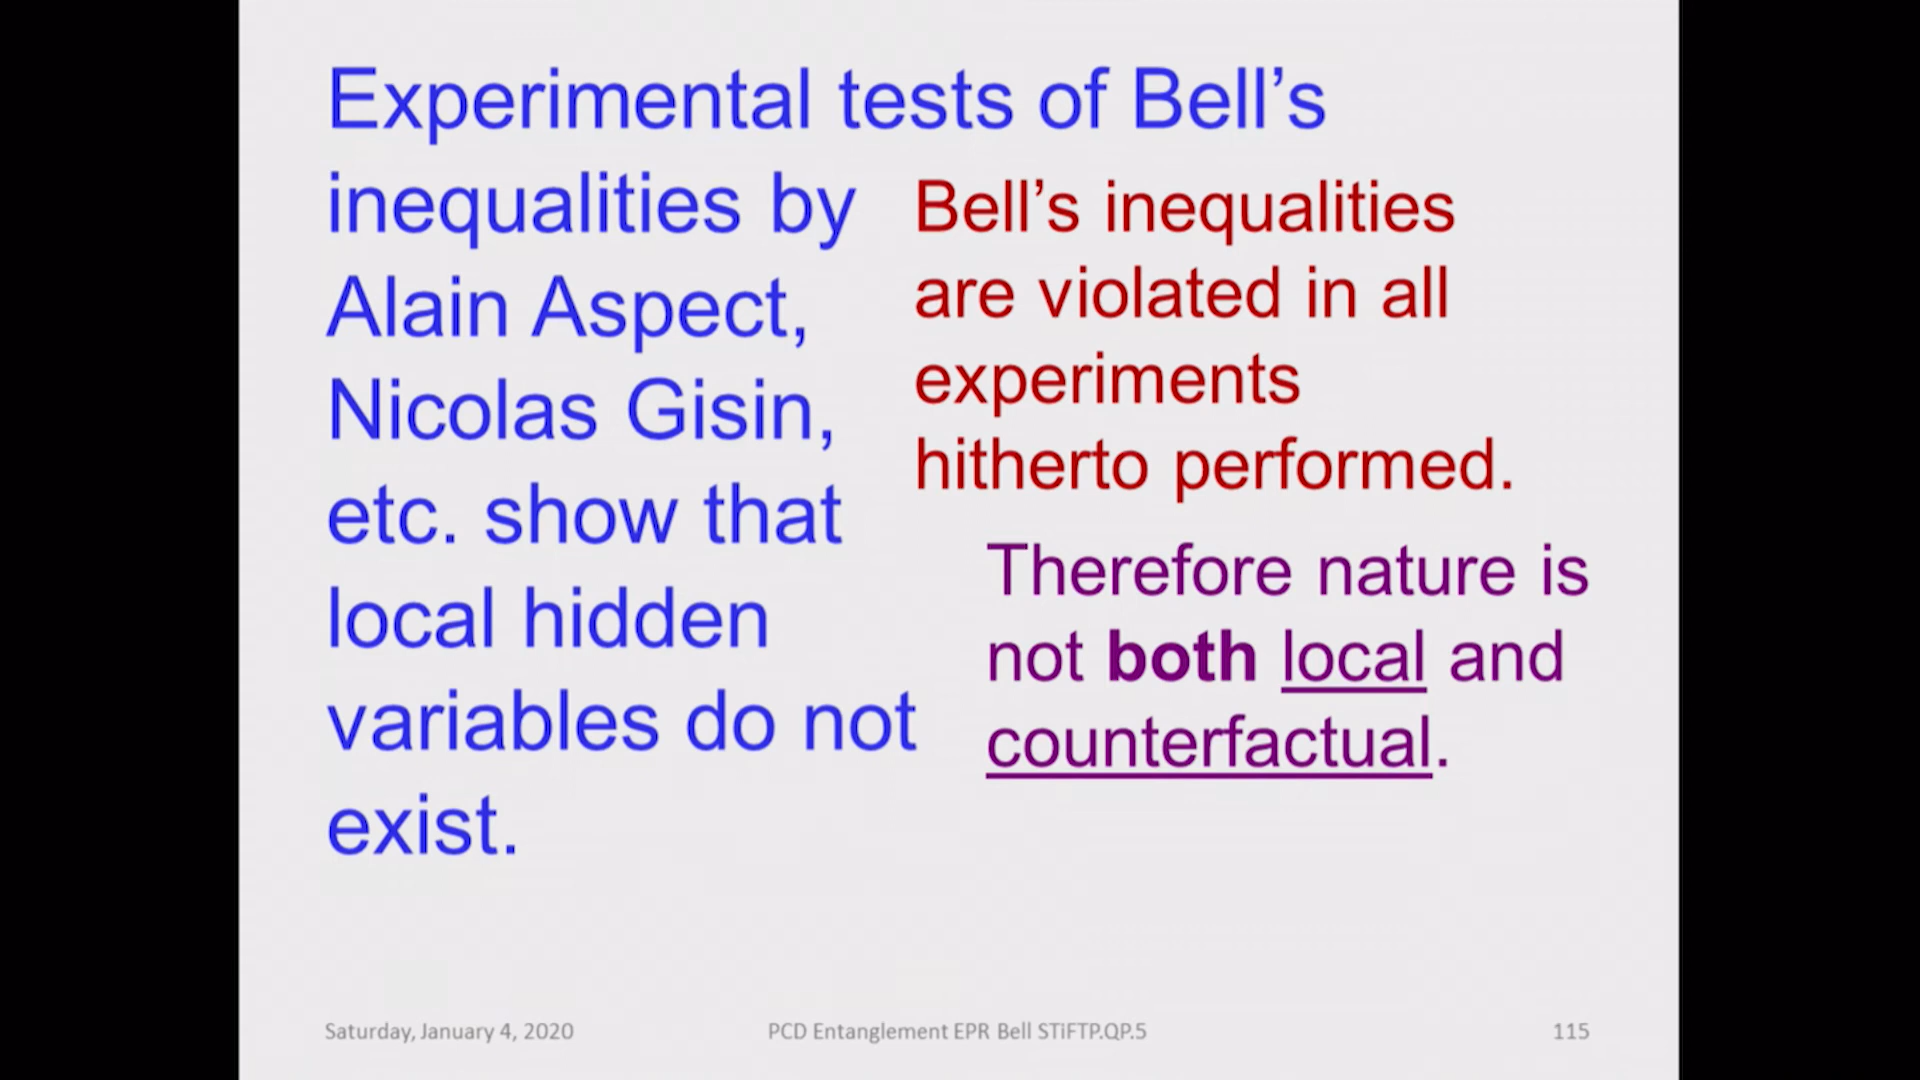 Experimental tests of Bell’s
inequalities by
Alain Aspect,
Nicolas Gisin,
etc. show that
local hidden
variables do not
exist.
Bell’s inequalities
are violated in all
experiments
hitherto performed.
Therefore nature is
not both local and
counterfactual.
Saturday, January 4, 2020
PCD Entanglement EPR Bell STiFTP.QP.5
115